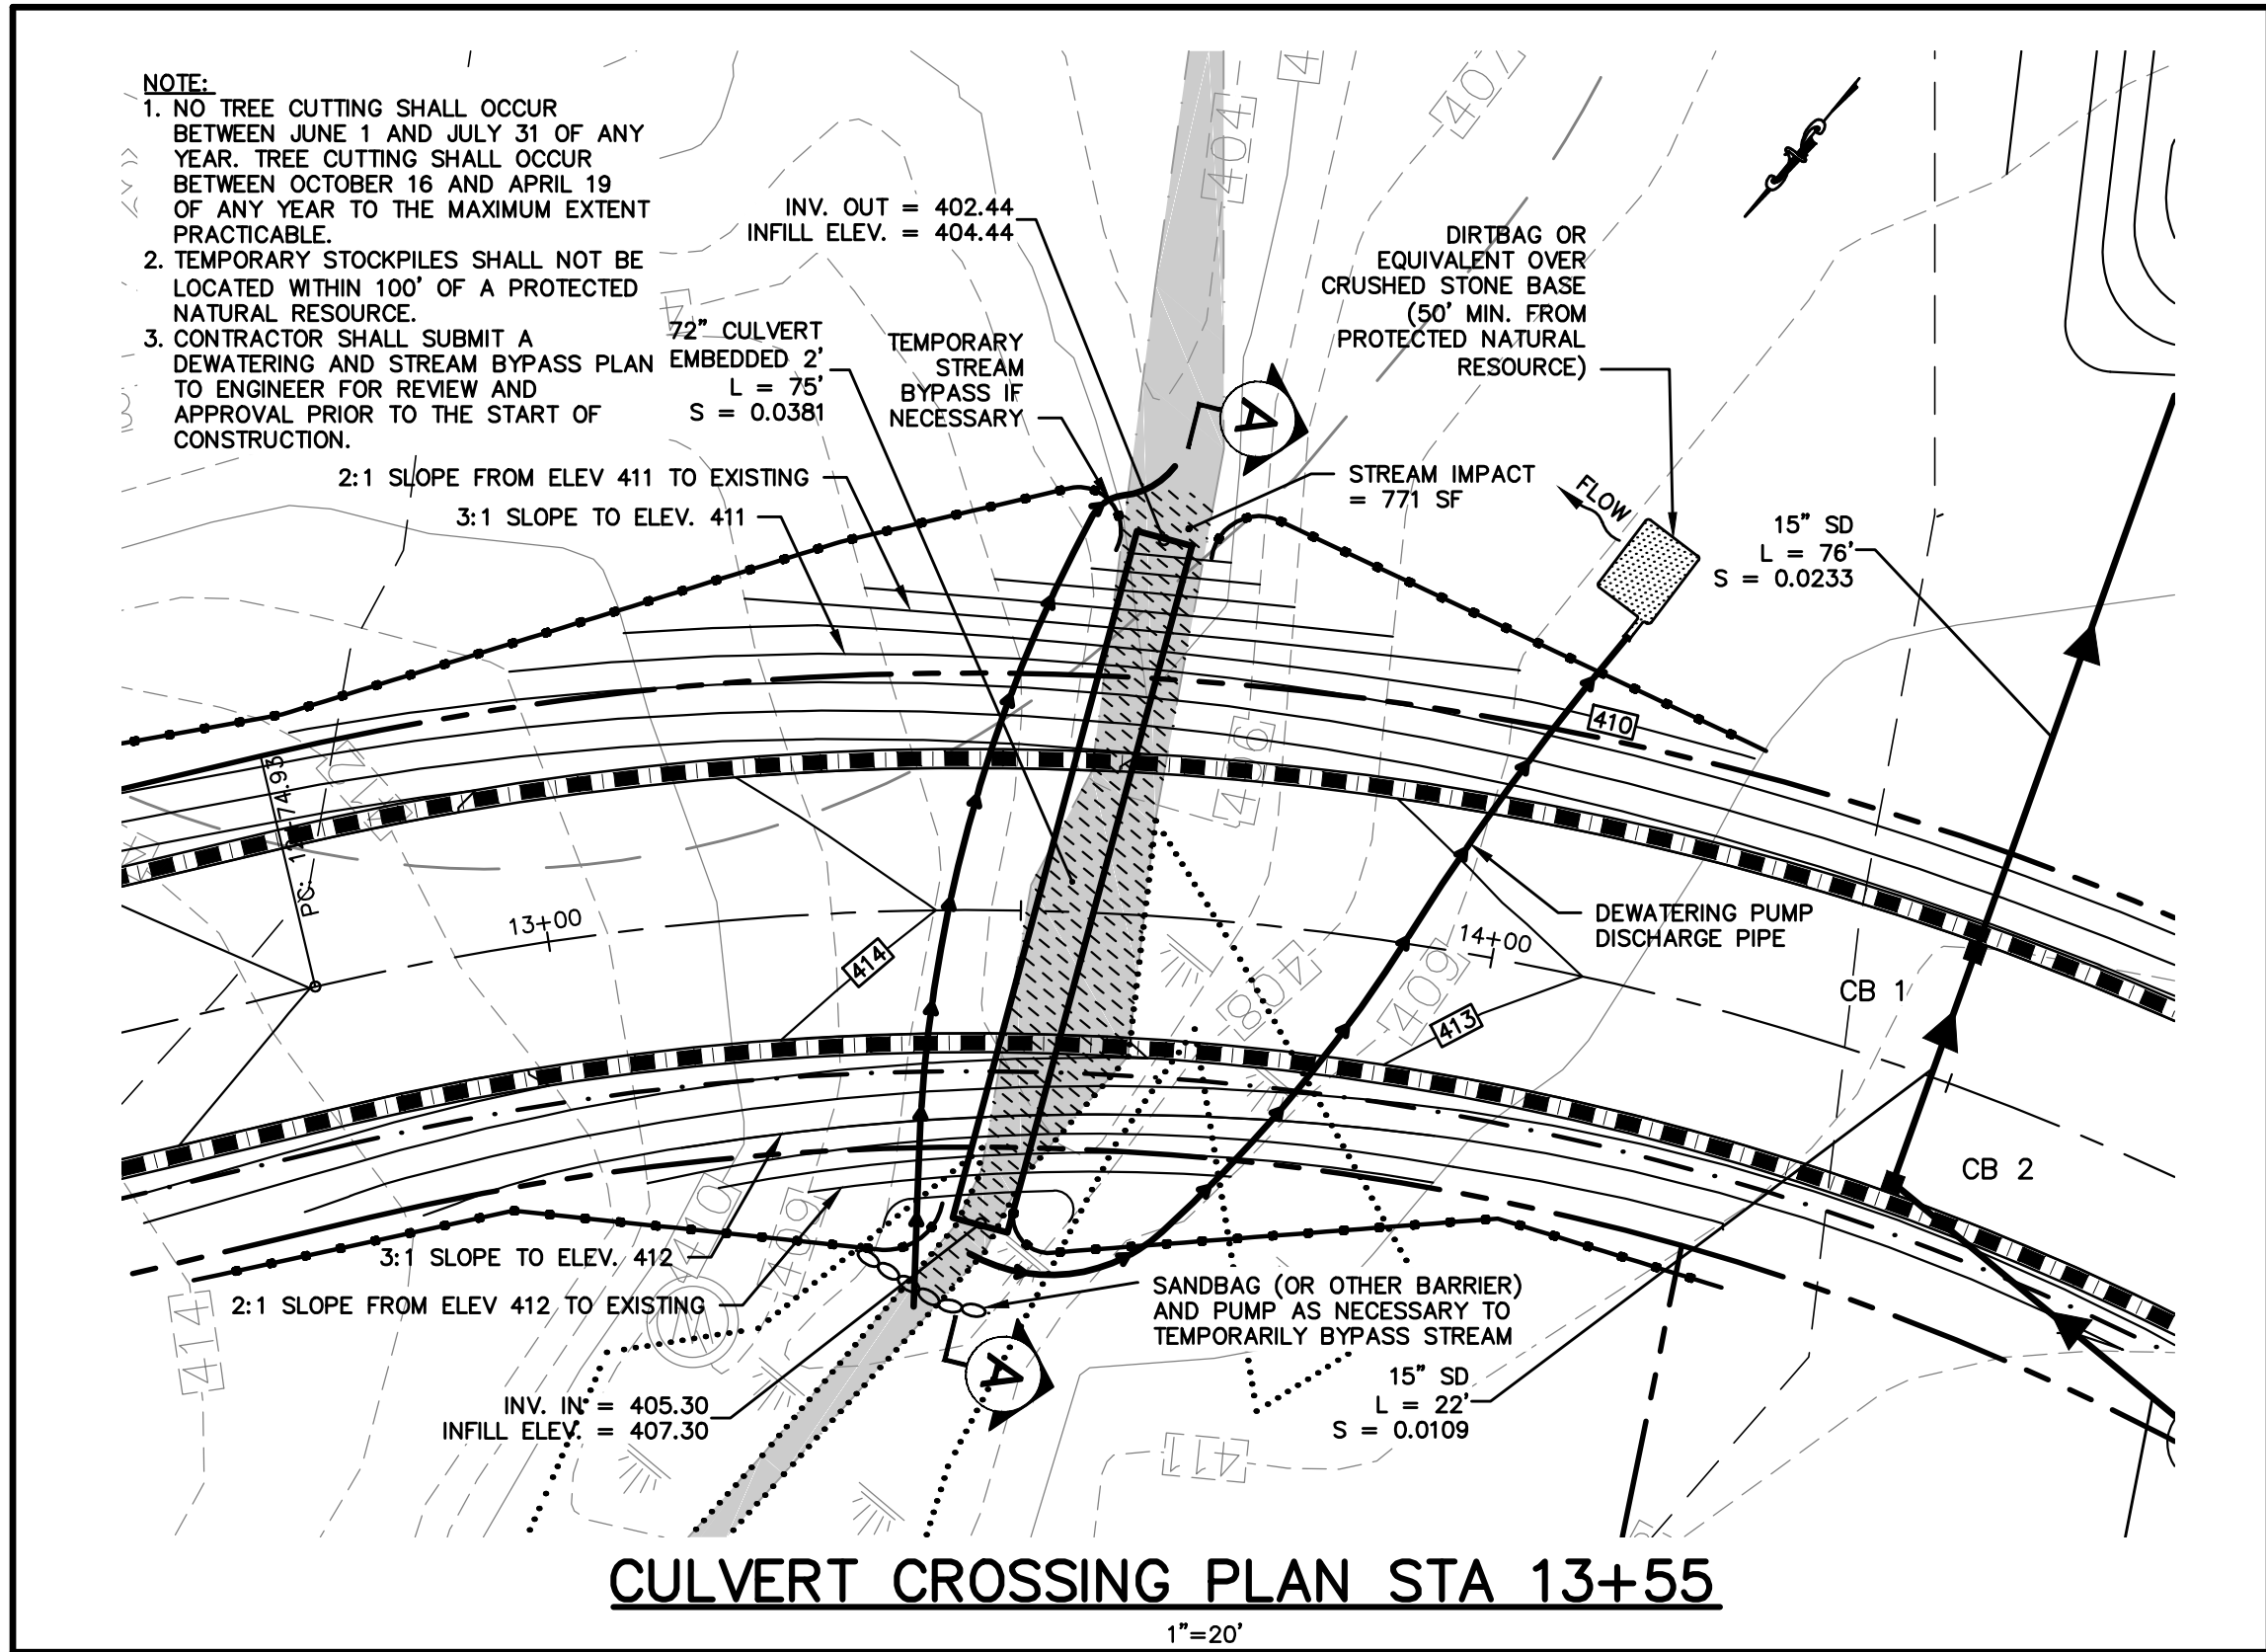 NOTE:
1. NO TREE CUTTING SHALL OCCUR
BETWEEN JUNE 1 AND JULY 31 OF ANY
YEAR. TREE CUTTING SHALL OCCUR
BETWEEN OCTOBER 16 AND APRIL 19
OF ANY YEAR TO THE MAXIMUM EXTENT
PRACTICABLE.
2. TEMPORARY STOCKPILES SHALL NOT BE
LOCATED WITHIN 100' OF A PROTECTED
NATURAL RESOURCE.
3. CONTRACTOR SHALL SUBMIT A
DEWATERING AND STREAM BYPASS PLAN
TO ENGINEER FOR REVIEW AND
APPROVAL PRIOR TO THE START OF
CONSTRUCTION.
404
407
INV. OUT = 402.44
INFILL ELEV. = 404.44
DIRTBAG OR
EQUIVALENT OVER
CRUSHED STONE BASE
(50' MIN. FROM
PROTECTED NATURAL
RESOURCE)
72" CULVERT
EMBEDDED 2'
L = 75'
S = 0.0381
TEMPORARY
STREAM
BYPASS IF
NECESSARY
A
2:1 SLOPE FROM ELEV 411 TO EXISTING
3:1 SLOPE TO ELEV. 411
STREAM IMPACT
= 771 SF
FLOW
15" SD
L = 76'
S = 0.0233
410
406
PC:
13+00
414
DEWATERING PUMP
DISCHARGE PIPE
14+00
408
409
413
CB 1
CB 2
410
409
3:1 SLOPE TO ELEV. 412
2:1 SLOPE FROM ELEV 412 TO EXISTING
W
414
SANDBAG (OR OTHER BARRIER)
AND PUMP AS NECESSARY TO
TEMPORARILY BYPASS STREAM
A
INV. IN = 405.30
INFILL ELEV. = 407.30
15" SD
L = 22'
S = 0.0109
411
CULVERT CROSSING PLAN STA 13+55
1"=20'